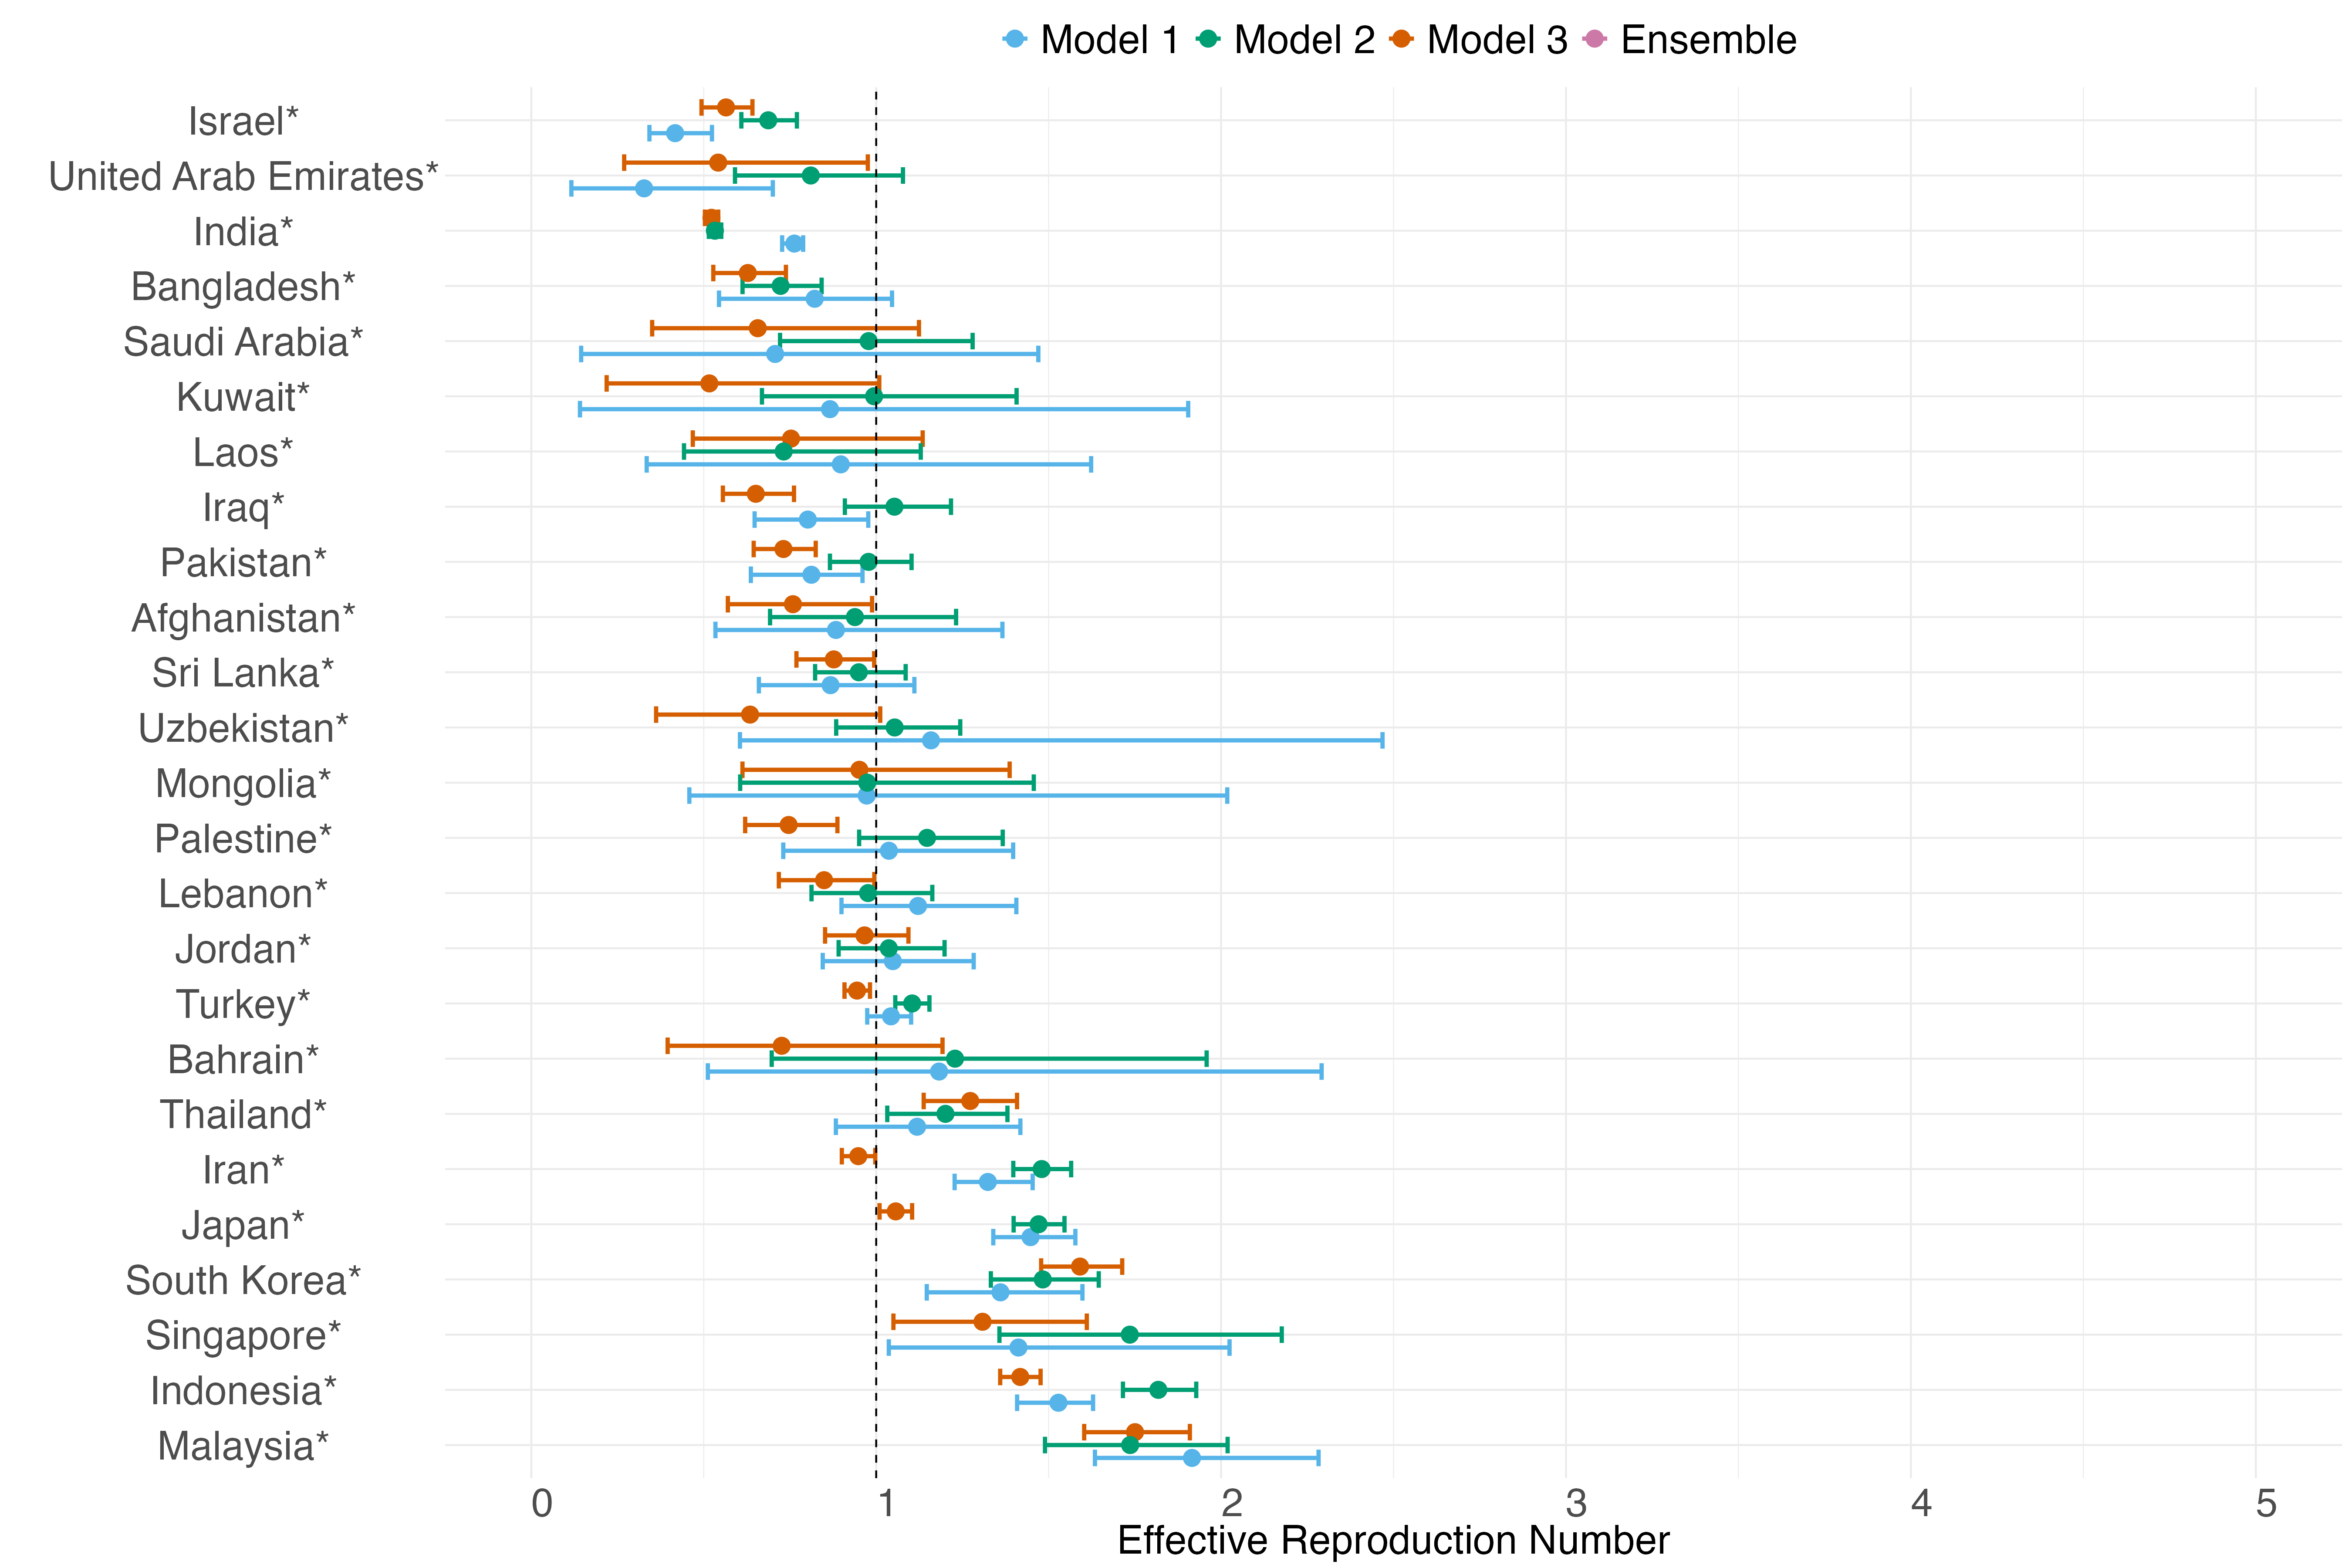 Model 1 Model 2 Model 3 Ensemble
Israel*
United Arab Emirates*
India*
Bangladesh*
Saudi Arabia*
Kuwait*
Laos*
Iraq*
Pakistan*
Afghanistan*
Sri Lanka*
Uzbekistan*
Mongolia*
Palestine*
Lebanon*
Jordan*
Turkey*
Bahrain*
Thailand*
Iran*
Japan*
South Korea*
Singapore*
Indonesia*
Malaysia*
0 1 2 3 4 5
Effective Reproduction Number